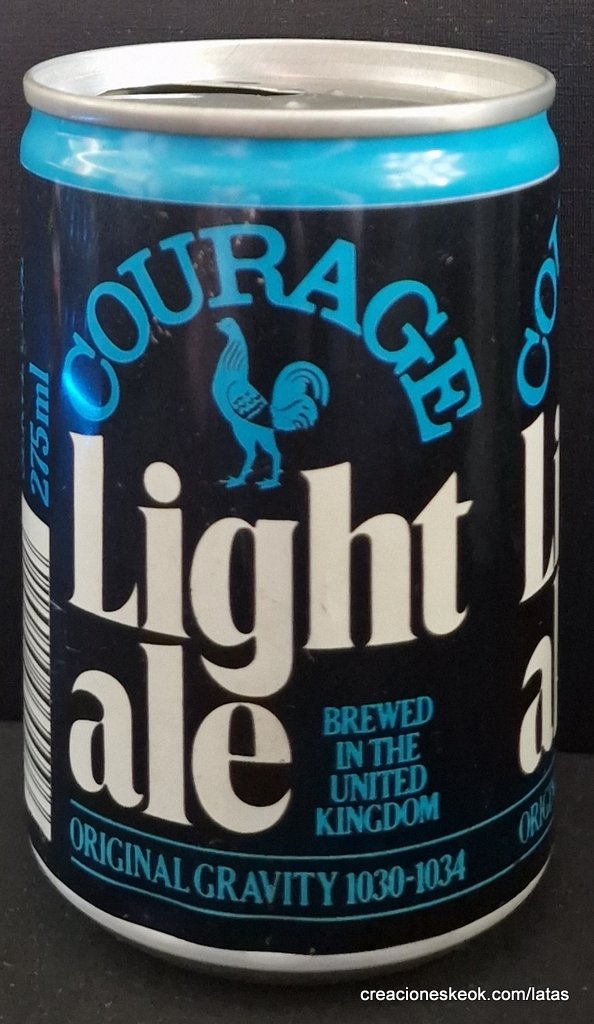 COURAGE
275ml
Light
ale
BREWED
IN THE
UNITED
KINGDOM
ORIGINAL GRAVITY 1030-1034
creacioneskeok.com/latas